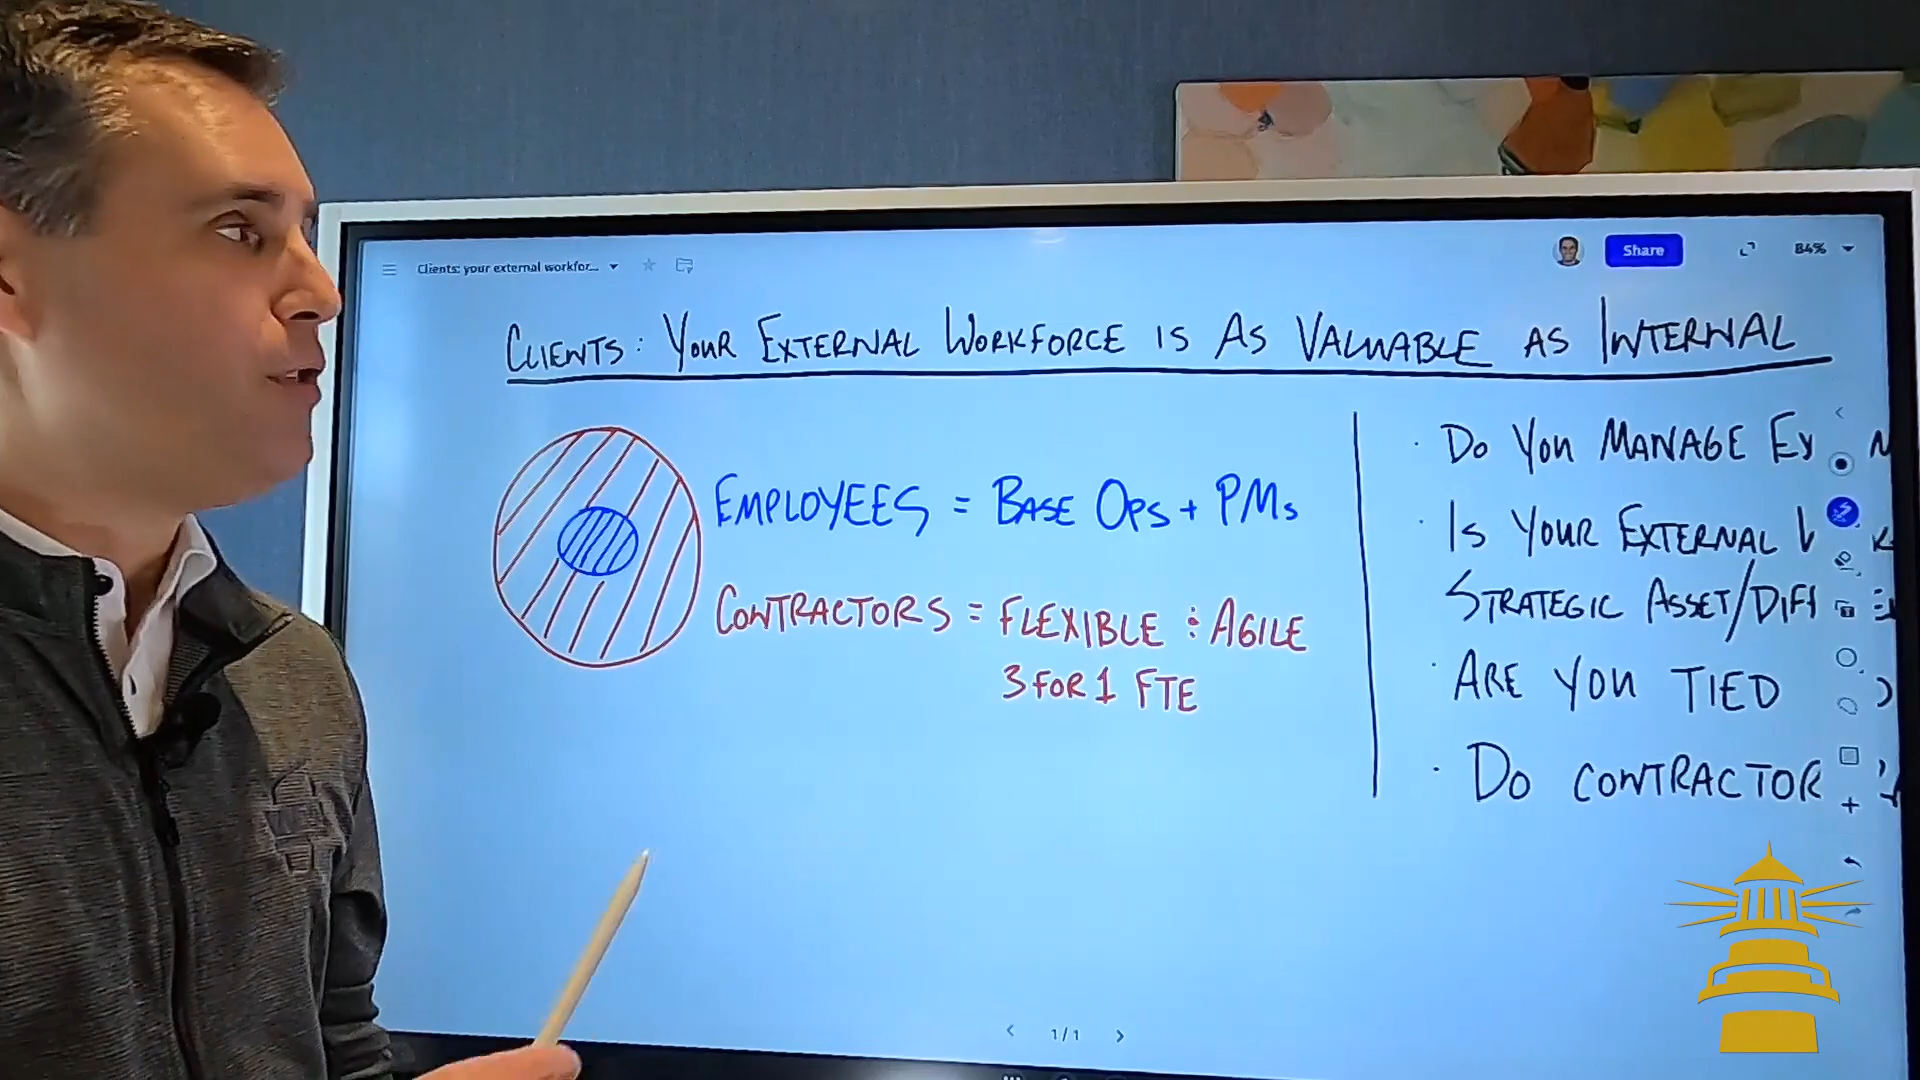 Clients: your external workfor...
Share
84%
CLIENTS: YOUR EXTERNAL WORKFORCE IS AS VALUABLE AS INTERNAL
EMPLOYEES = BASE OPS + PMs
CONTRACTORS = FLEXIBLE & AGILE
3 FOR 1 FTE
· DO YOU MANAGE EX
· IS YOUR EXTERNAL
STRATEGIC ASSET/DIFF
· ARE YOU TIED
· DO CONTRACTOR
1/1